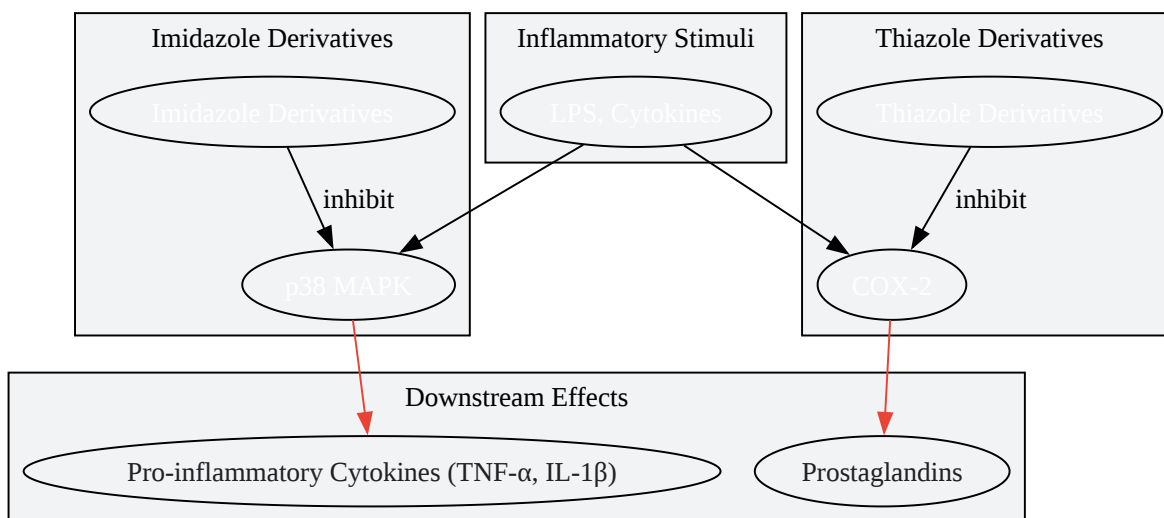 Imidazole Derivatives
Inflammatory Stimuli
Thiazole Derivatives
Imidazole Derivatives
LPS, Cytokines
Thiazole Derivatives
inhibit
inhibit
p38 MAPK
COX-2
Downstream Effects
Pro-inflammatory Cytokines (TNF-α, IL-1β)
Prostaglandins